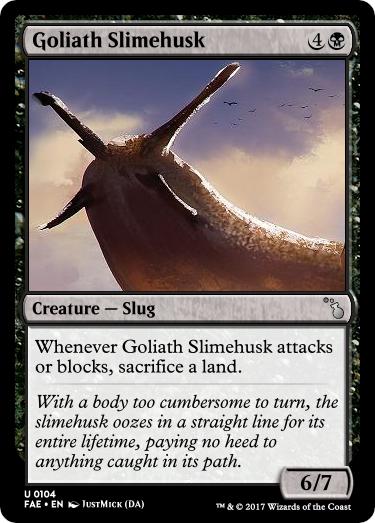 Goliath Slimehusk 4
Creature — Slug
Whenever Goliath Slimehusk attacks
or blocks, sacrifice a land.
With a body too cumbersome to turn, the
slimehusk oozes in a straight line for its
entire lifetime, paying no heed to
anything caught in its path.
6/7
U 0104
FAE • EN JustMick (DA)
™ & © 2017 Wizards of the Coast